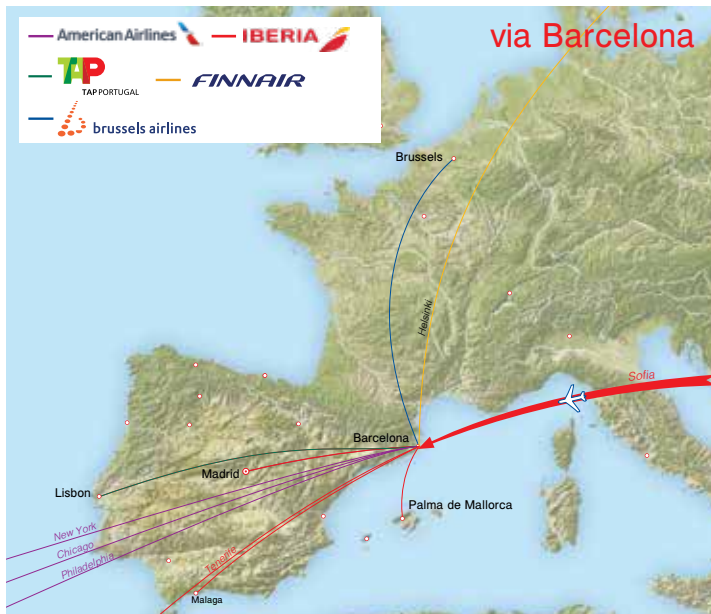 American Airlines
IBERIA
TAP
TAP PORTUGAL
FINNAIR
brussels airlines
via Barcelona
Brussels
Helsinki
Sofia
Barcelona
Madrid
Lisbon
Palma de Mallorca
New York
Chicago
Philadelphia
Tenerife
Malaga